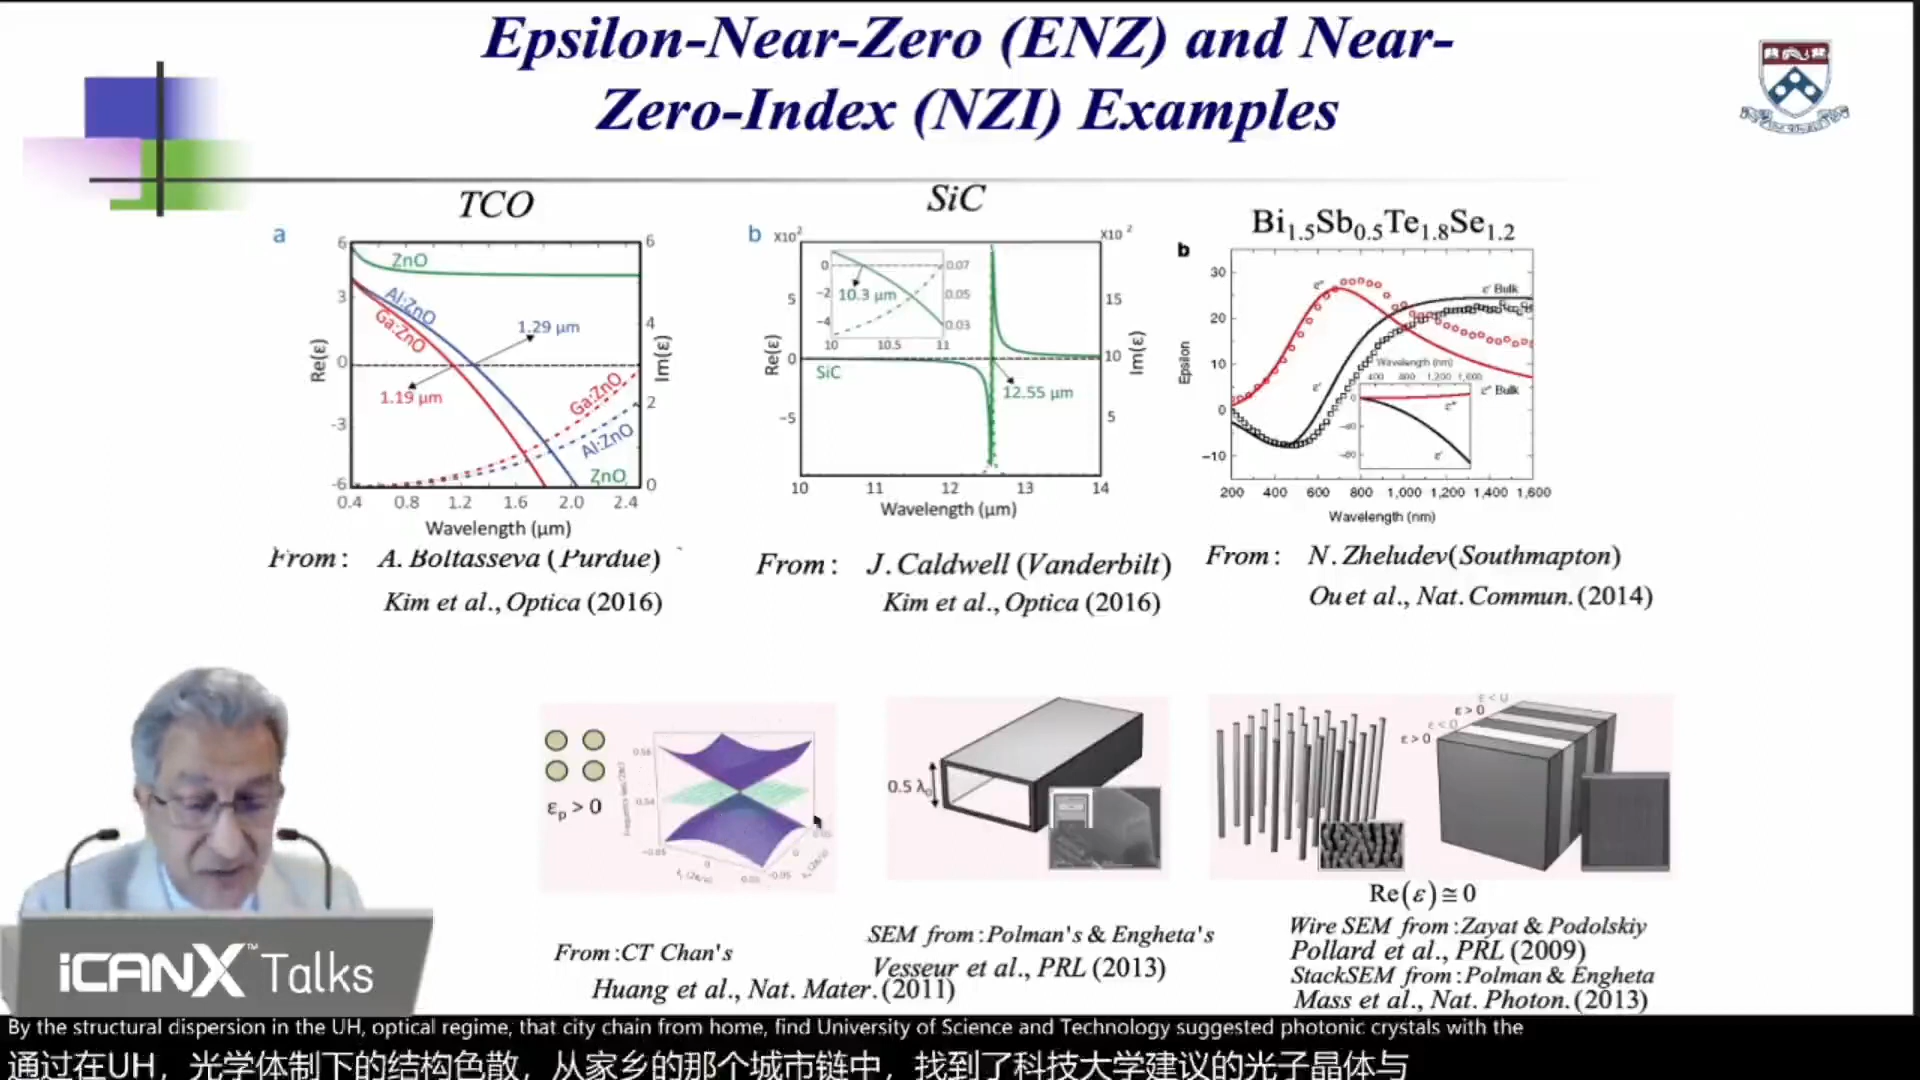 Epsilon-Near-Zero (ENZ) and Near-
Zero-Index (NZI) Examples
TCO
a
6
3
0
-3
-6
Re(ε)
ZnO
Al:ZnO
Ga:ZnO
1.29 μm
1.19 μm
Ga:ZnO
Al:ZnO
ZnO
6
4
2
0
Im(ε)
0.4 0.8 1.2 1.6 2.0 2.4
Wavelength (μm)
From: A. Boltasseva (Purdue)
Kim et al., Optica (2016)
SiC
b
X10²
X10²
5
0
−5
Re(ε)
0
−2
−4
10.3 μm
0.07
0.05
0.03
10 10.5 11
SiC
12.55 μm
15
10
5
Im(ε)
10 11 12 13 14
Wavelength (μm)
From: J. Caldwell (Vanderbilt)
Kim et al., Optica (2016)
Bi1.5Sb0.5Te1.8Se1.2
b
30
20
10
0
−10
Epsilon
ε''
ε' Bulk
ε'
Wavelength (nm)
400 800 1,200 1,600
ε'' Bulk
ε''
ε'
200 400 600 800 1,000 1,200 1,400 1,600
Wavelength (nm)
From: N. Zheludev(Southmapton)
Ou et al., Nat. Commun. (2014)
εp > 0
0.54
From:CT Chan's
Huang et al., Nat. Mater. (2011)
0.5 λo
SEM from:Polman's & Engheta's
Vesseur et al., PRL (2013)
ε < 0
ε > 0
ε < 0
ε > 0
Re(ε) ≅ 0
Wire SEM from:Zayat & Podolskiy
Pollard et al., PRL (2009)
StackSEM from:Polman & Engheta
Mass et al., Nat. Photon. (2013)
iCANX™ Talks
By the structural dispersion in the UH, optical regime, that city chain from home, find University of Science and Technology suggested photonic crystals with the
通过在UH，光学体制下的结构色散，从家乡的那个城市链中，找到了科技大学建议的光子晶体与